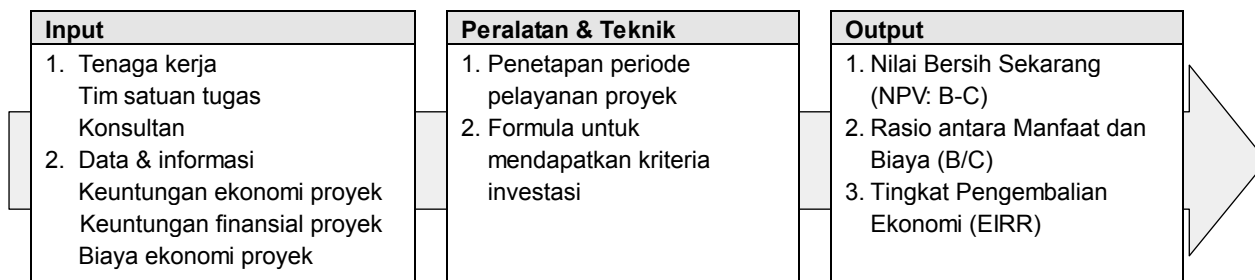 Input
1. Tenaga kerja
Tim satuan tugas
Konsultan
2. Data & informasi
Keuntungan ekonomi proyek
Keuntungan finansial proyek
Biaya ekonomi proyek
Peralatan & Teknik
1. Penetapan periode
pelayanan proyek
2. Formula untuk
mendapatkan kriteria
investasi
Output
1. Nilai Bersih Sekarang
(NPV: B-C)
2. Rasio antara Manfaat dan
Biaya (B/C)
3. Tingkat Pengembalian
Ekonomi (EIRR)